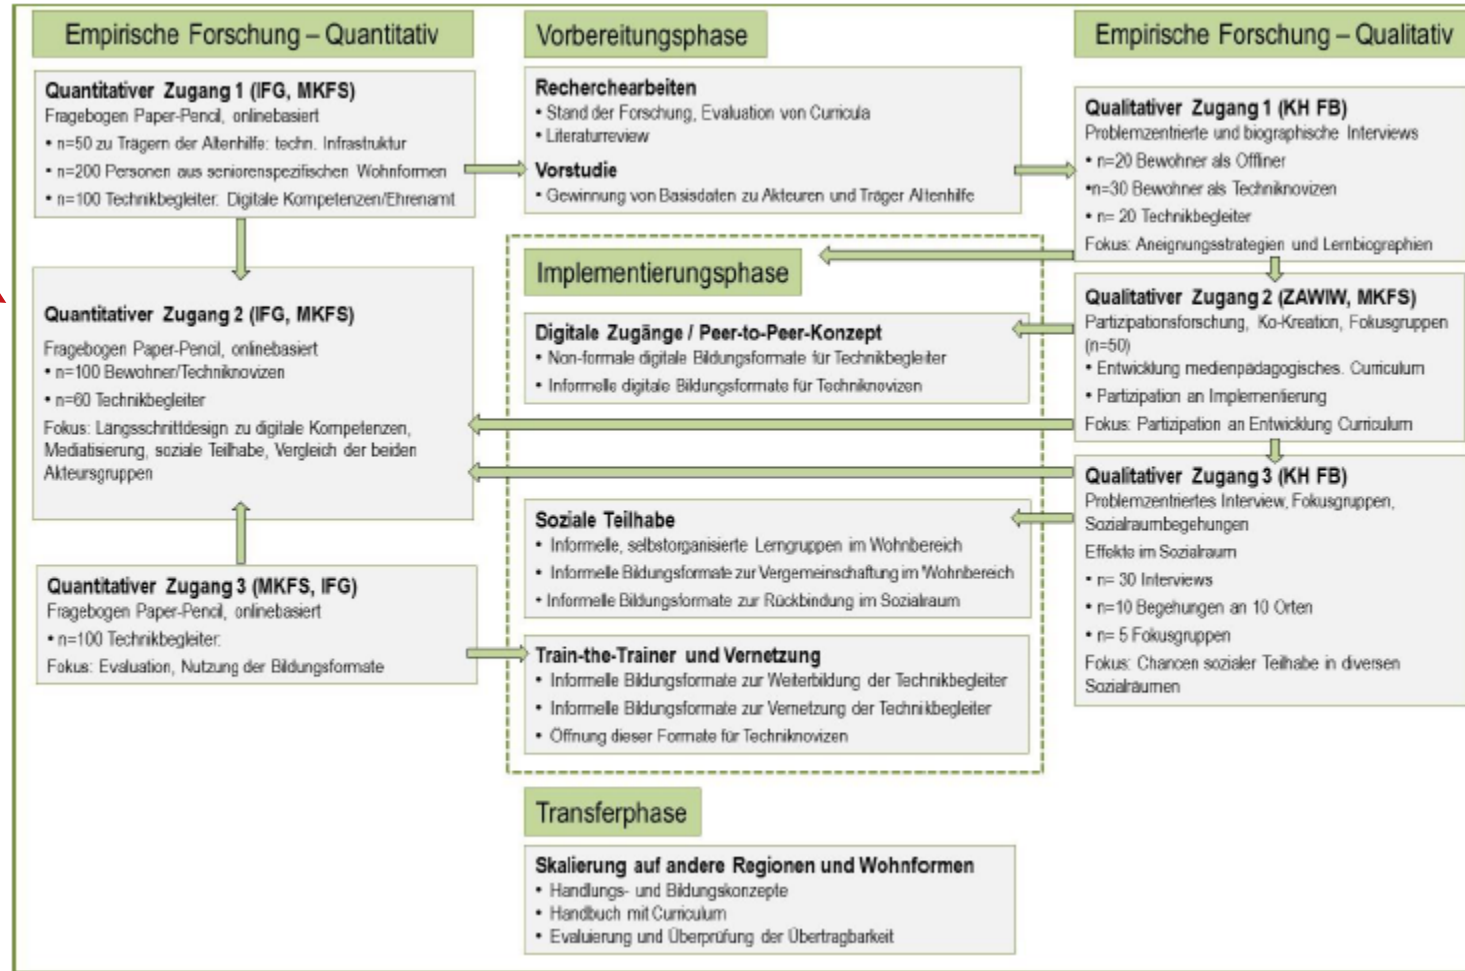 Empirische Forschung – Quantitativ
Quantitativer Zugang 1 (IFG, MKFS)
Fragebogen Paper-Pencil, onlinebasiert
• n=50 zu Trägern der Altenhilfe: techn. Infrastruktur
• n=200 Personen aus seniorenspezifischen Wohnformen
• n=100 Technikbegleiter: Digitale Kompetenzen/Ehrenamt
Quantitativer Zugang 2 (IFG, MKFS)
Fragebogen Paper-Pencil, onlinebasiert
• n=100 Bewohner/Techniknovizen
• n=60 Technikbegleiter
Fokus: Längsschrittdesign zu digitale Kompetenzen,
Mediatisierung, soziale Teilhabe, Vergleich der beiden
Akteursgruppen
Quantitativer Zugang 3 (MKFS, IFG)
Fragebogen Paper-Pencil, onlinebasiert
• n=100 Technikbegleiter:
Fokus: Evaluation, Nutzung der Bildungsformate
Vorbereitungsphase
Recherchearbeiten
• Stand der Forschung, Evaluation von Curricula
• Literaturreview
Vorstudie
• Gewinnung von Basisdaten zu Akteuren und Träger Altenhilfe
Implementierungsphase
Digitale Zugänge / Peer-to-Peer-Konzept
• Non-formale digitale Bildungsformate für Technikbegleiter
• Informelle digitale Bildungsformate für Techniknovizen
Soziale Teilhabe
• Informelle, selbstorganisierte Lerngruppen im Wohnbereich
• Informelle Bildungsformate zur Vergemeinschaftung im 'Wohnbereich
• Informelle Bildungsformate zur Rückbindung im Sozialraum
Train-the-Trainer und Vernetzung
• Informelle Bildungsformate zur Weiterbildung der Technikbegleiter
• Informelle Bildungsformate zur Vernetzung der Technikbegleiter
• Öffnung dieser Formate für Techniknovizen
Transferphase
Skalierung auf andere Regionen und Wohnformen
• Handlungs- und Bildungskonzepte
• Handbuch mit Curriculum
• Evaluierung und Überprüfung der Übertragbarkeit
Empirische Forschung – Qualitativ
Qualitativer Zugang 1 (KH FB)
Problemzentrierte und biographische Interviews
• n=20 Bewohner als Offliner
•n=30 Bewohner als Techniknovizen
• n= 20 Technikbegleiter
Fokus: Aneignungsstrategien und Lernbiographien
Qualitativer Zugang 2 (ZAWIW, MKFS)
Partizipationsforschung, Ko-Kreation, Fokusgruppen
(n=50)
• Entwicklung medienpädagogisches. Curriculum
• Partizipation an Implementierung
Fokus: Partizipation an Entwicklung Curriculum
Qualitativer Zugang 3 (KH FB)
Problemzentriertes Interview, Fokusgruppen,
Sozialraumbegehungen
Effekte im Sozialraum
• n= 30 Interviews
• n=10 Begehungen an 10 Orten
• n= 5 Fokusgruppen
Fokus: Chancen sozialer Teilhabe in diversen
Sozialräumen